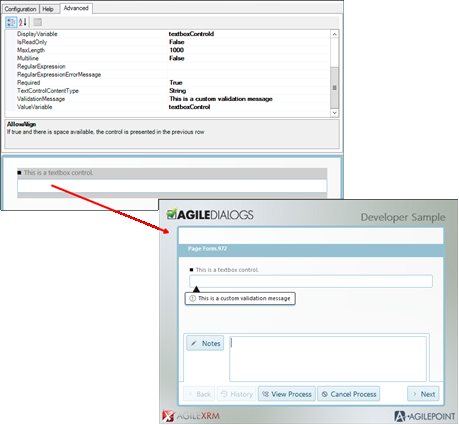 Configuration Help Advanced
DisplayVariable textboxControld
IsReadOnly False
MaxLength 1000
Multiline False
RegularExpression
RegularExpressionErrorMessage
Required True
TextControlContentType String
ValidationMessage This is a custom validation message
ValueVariable textboxControl
AllowAlign
If true and there is space available, the control is presented in the previous row
This is a textbox control.
AGILEDIALOGS Developer Sample
Page Form.972
This is a textbox control.
This is a custom validation message
Notes
Back History View Process Cancel Process Next
AGILEXRM AGILEPOINT